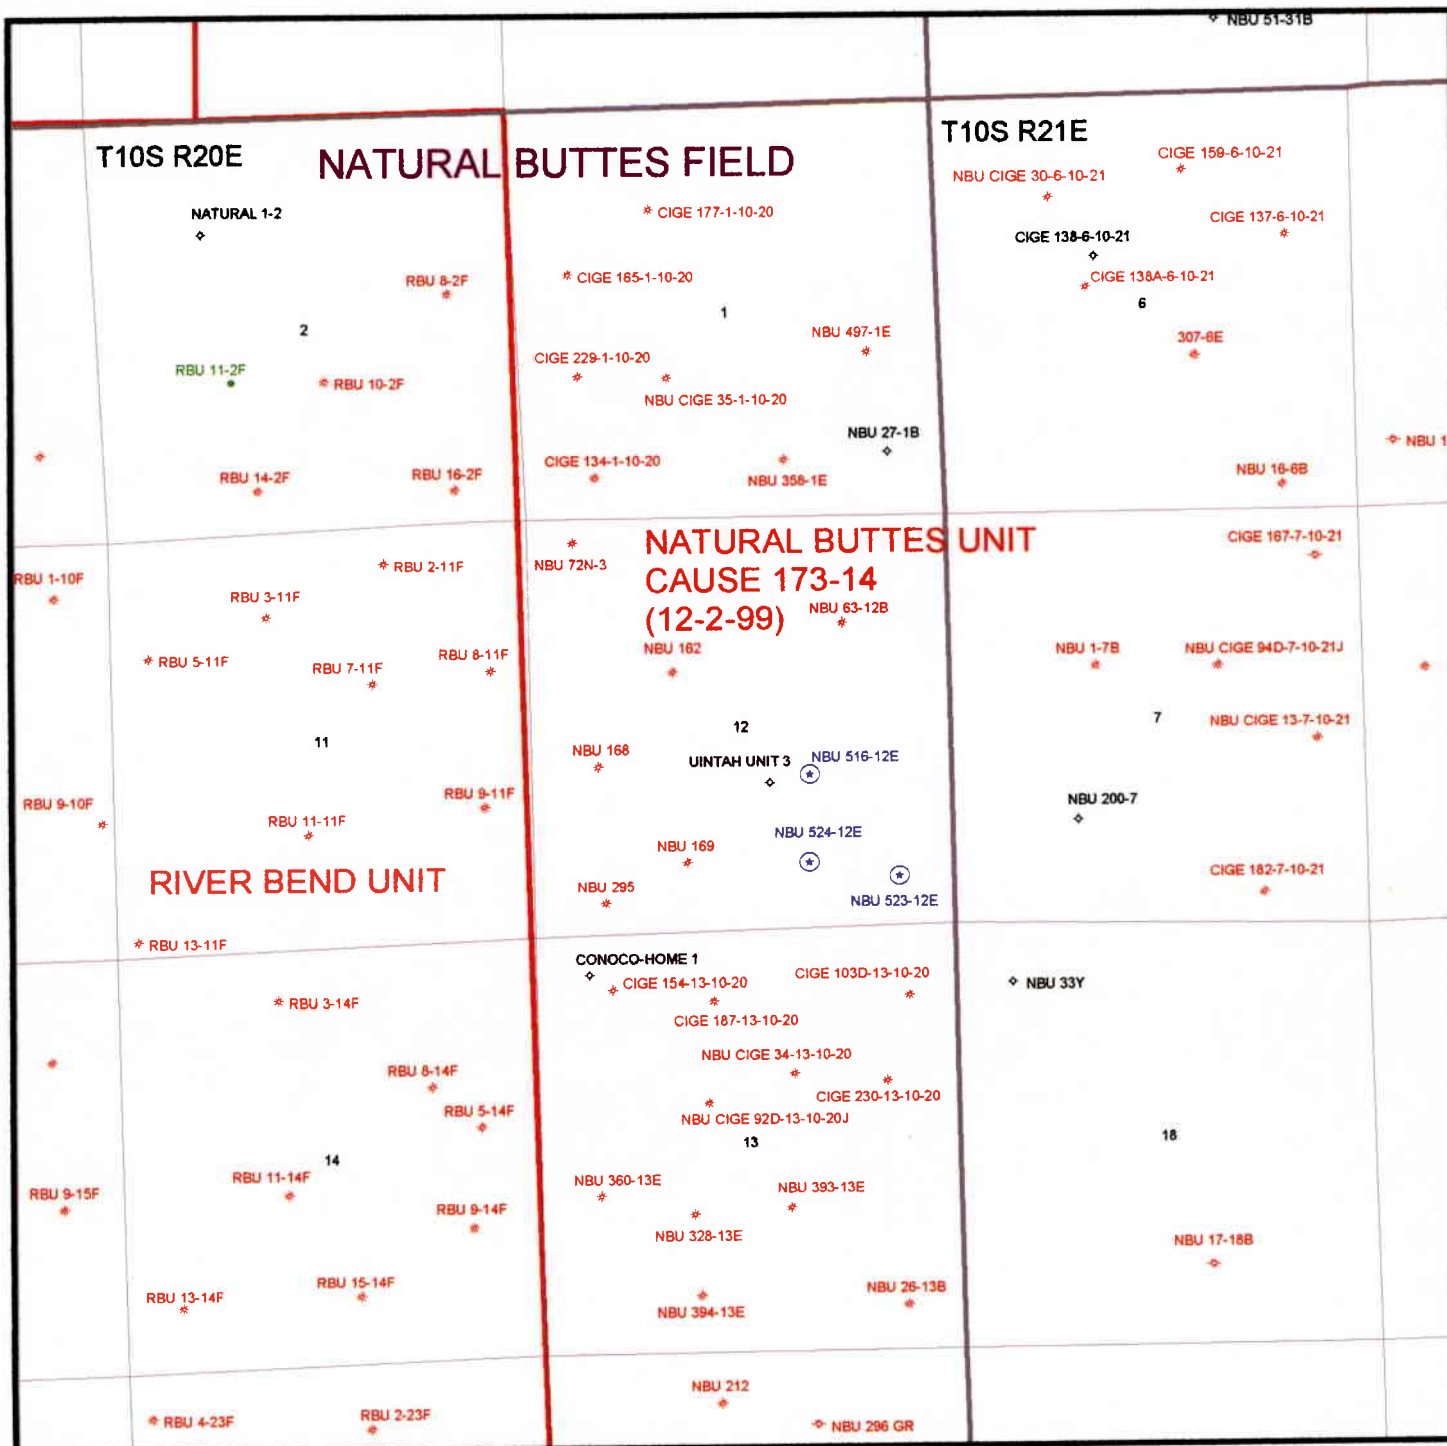 NBU 51-31B
T10S R20E
NATURAL BUTTES FIELD
T10S R21E
CIGE 159-6-10-21
NBU CIGE 30-6-10-21
NATURAL 1-2
CIGE 177-1-10-20
CIGE 137-6-10-21
CIGE 138-6-10-21
RBU 8-2F
CIGE 165-1-10-20
CIGE 138A-6-10-21
6
1
2
NBU 497-1E
307-6E
CIGE 229-1-10-20
RBU 11-2F
RBU 10-2F
NBU CIGE 35-1-10-20
NBU 27-1B
NBU 1
CIGE 134-1-10-20
RBU 14-2F
RBU 16-2F
NBU 358-1E
NBU 16-6B
NATURAL BUTTES UNIT
CAUSE 173-14
(12-2-99)
CIGE 167-7-10-21
RBU 1-10F
RBU 2-11F
NBU 72N-3
RBU 3-11F
NBU 63-12B
RBU 5-11F
RBU 7-11F
RBU 8-11F
NBU 162
NBU 1-7B
NBU CIGE 94D-7-10-21J
7
NBU CIGE 13-7-10-21
12
11
NBU 168
UINTAH UNIT 3
NBU 516-12E
RBU 9-10F
RBU 9-11F
RBU 11-11F
NBU 524-12E
NBU 200-7
NBU 169
RIVER BEND UNIT
NBU 295
NBU 523-12E
CIGE 182-7-10-21
RBU 13-11F
CONOCO-HOME 1
CIGE 154-13-10-20
CIGE 103D-13-10-20
NBU 33Y
RBU 3-14F
CIGE 187-13-10-20
NBU CIGE 34-13-10-20
RBU 8-14F
CIGE 230-13-10-20
RBU 5-14F
NBU CIGE 92D-13-10-20J
13
18
14
RBU 11-14F
RBU 9-15F
NBU 360-13E
NBU 393-13E
RBU 9-14F
NBU 328-13E
NBU 17-18B
RBU 15-14F
RBU 13-14F
NBU 394-13E
NBU 26-13B
NBU 212
RBU 4-23F
RBU 2-23F
NBU 296 GR